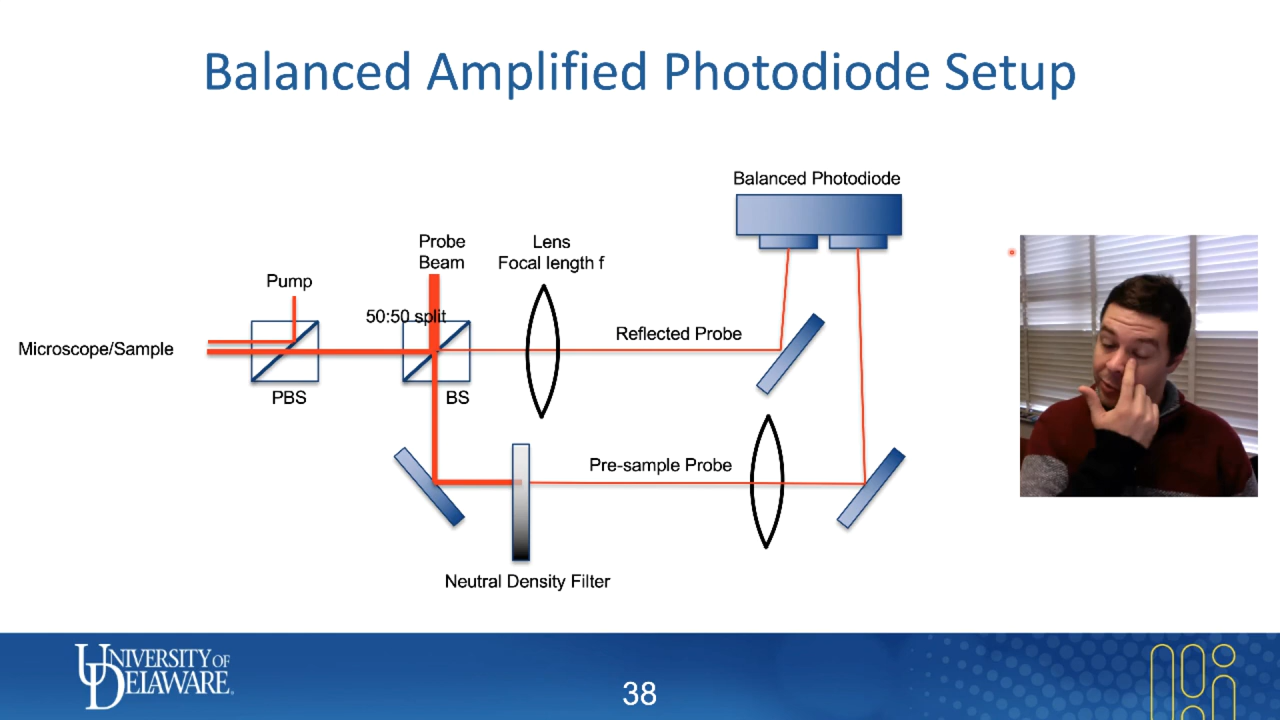 Balanced Amplified Photodiode Setup
Balanced Photodiode
Probe
Beam
Lens
Focal length f
Pump
50:50 split
Reflected Probe
Microscope/Sample
PBS
BS
Pre-sample Probe
Neutral Density Filter
UNIVERSITY OF
DELAWARE.
38